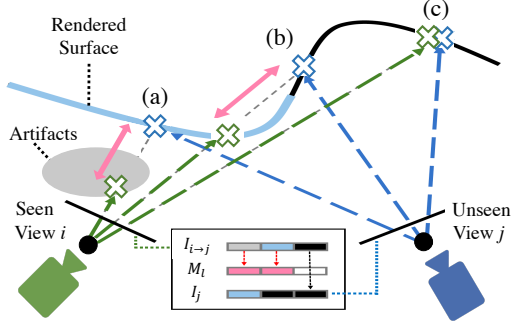 (c)
Rendered
Surface
(b)
(a)
Artifacts
Seen
View i
Unseen
View j
I_{i→j}
M_l
I_j